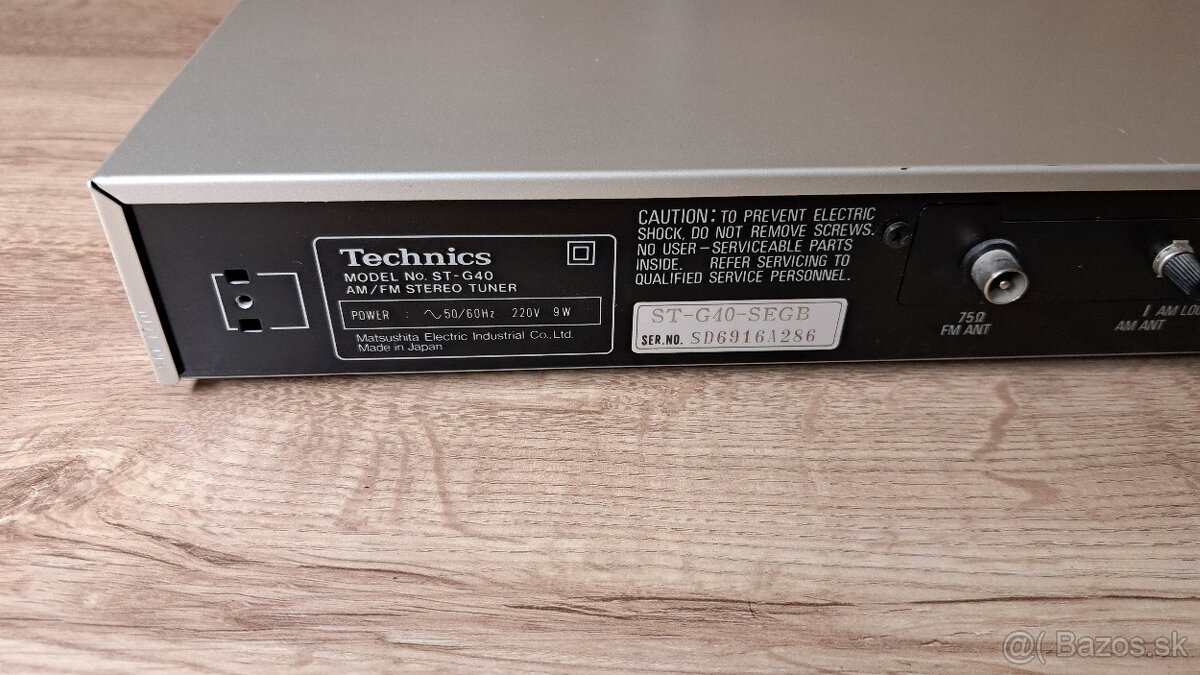 Technics
MODEL No. ST-G40
AM/FM STEREO TUNER
POWER : ∿50/60Hz 220V 9W
Matsushita Electric Industrial Co., Ltd.
Made in Japan
CAUTION: TO PREVENT ELECTRIC
SHOCK, DO NOT REMOVE SCREWS.
NO USER-SERVICEABLE PARTS
INSIDE. REFER SERVICING TO
QUALIFIED SERVICE PERSONNEL.
ST-G40-SEGB
SER.NO. SD6916A286
75Ω
FM ANT
AM
AM ANT
@( Bazos.sk